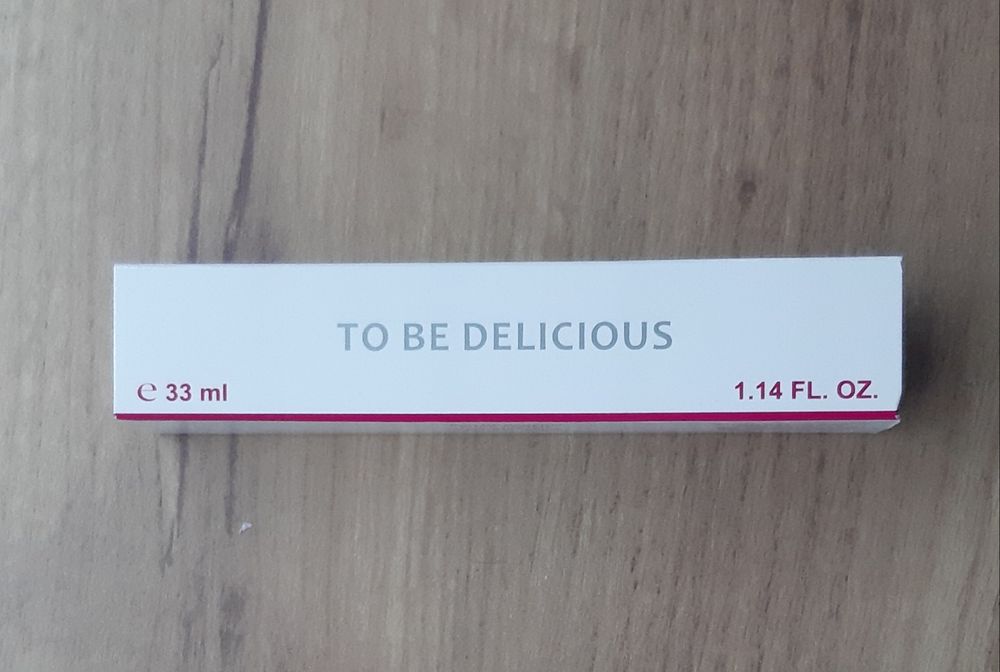 TO BE DELICIOUS
℮ 33 ml
1.14 FL. OZ.